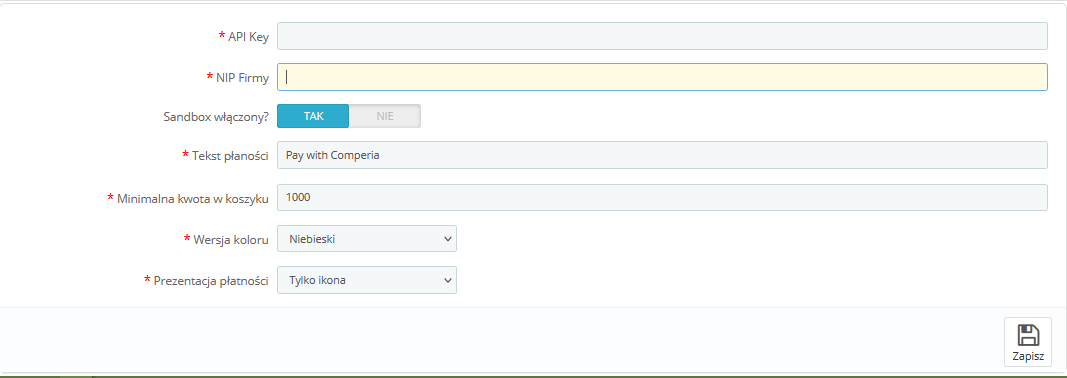 * API Key
* NIP Firmy
Sandbox włączony? TAK NIE
* Tekst płaności Pay with Comperia
* Minimalna kwota w koszyku 1000
* Wersja koloru Niebieski
* Prezentacja płatności Tylko ikona
Zapisz